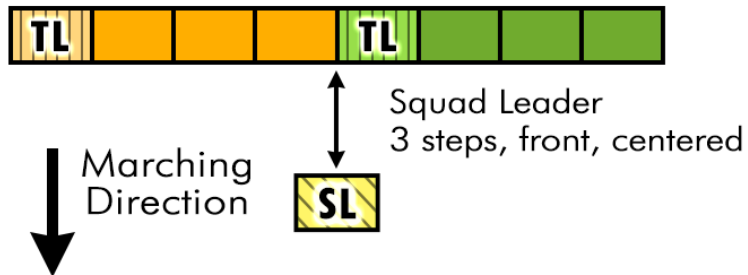 TL
TL
Squad Leader
3 steps, front, centered
Marching
Direction
SL